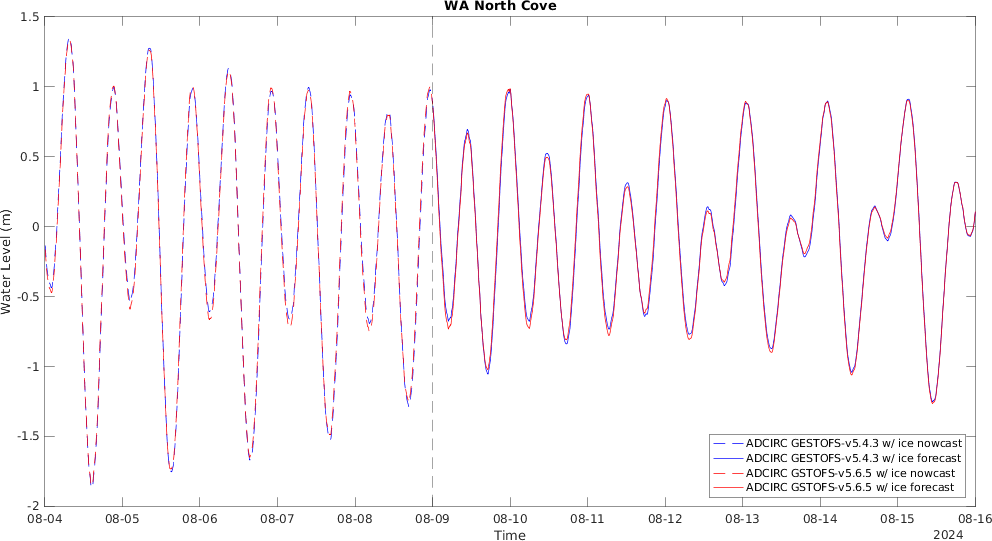 WA North Cove
1.5
1
0.5
0
-0.5
-1
-1.5
-2
Water Level (m)
ADCIRC GESTOFS-v5.4.3 w/ ice nowcast
ADCIRC GESTOFS-v5.4.3 w/ ice forecast
ADCIRC GSTOFS-v5.6.5 w/ ice nowcast
ADCIRC GSTOFS-v5.6.5 w/ ice forecast
08-04 08-05 08-06 08-07 08-08 08-09 08-10 08-11 08-12 08-13 08-14 08-15 08-16
Time
2024